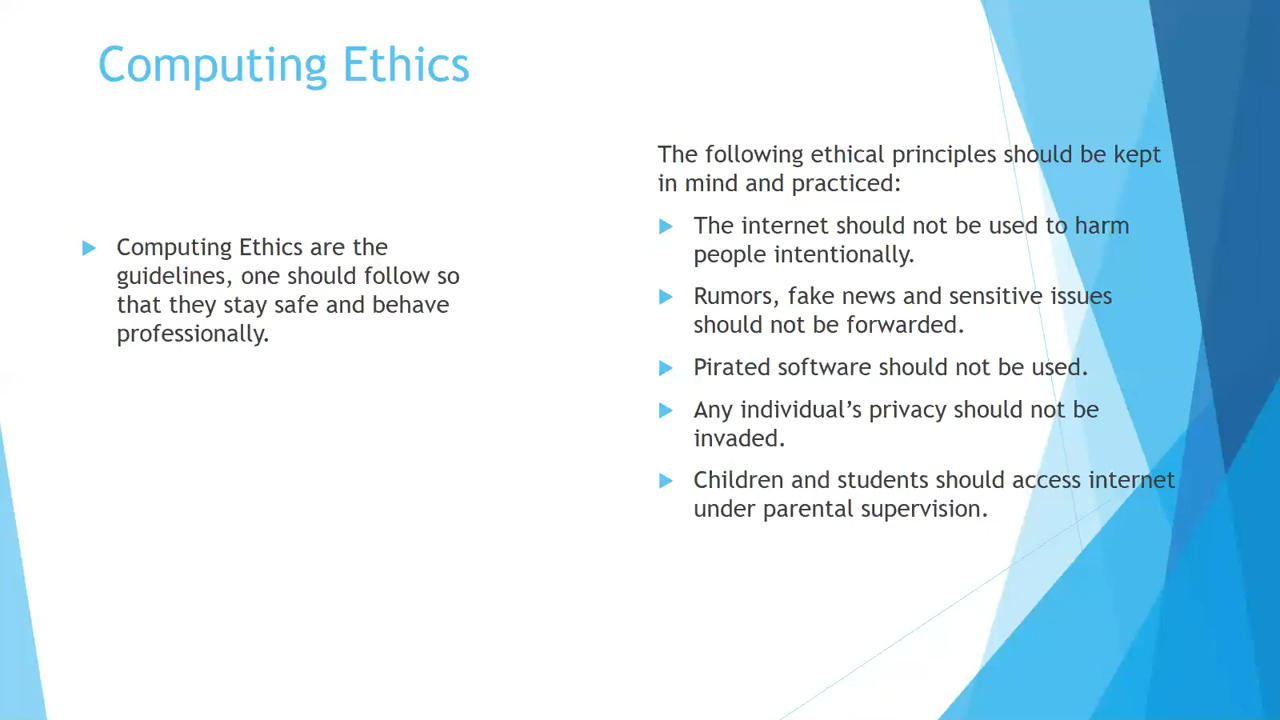 Computing Ethics
Computing Ethics are the
guidelines, one should follow so
that they stay safe and behave
professionally.
The following ethical principles should be kept
in mind and practiced:
The internet should not be used to harm
people intentionally.
Rumors, fake news and sensitive issues
should not be forwarded.
Pirated software should not be used.
Any individual’s privacy should not be
invaded.
Children and students should access internet
under parental supervision.